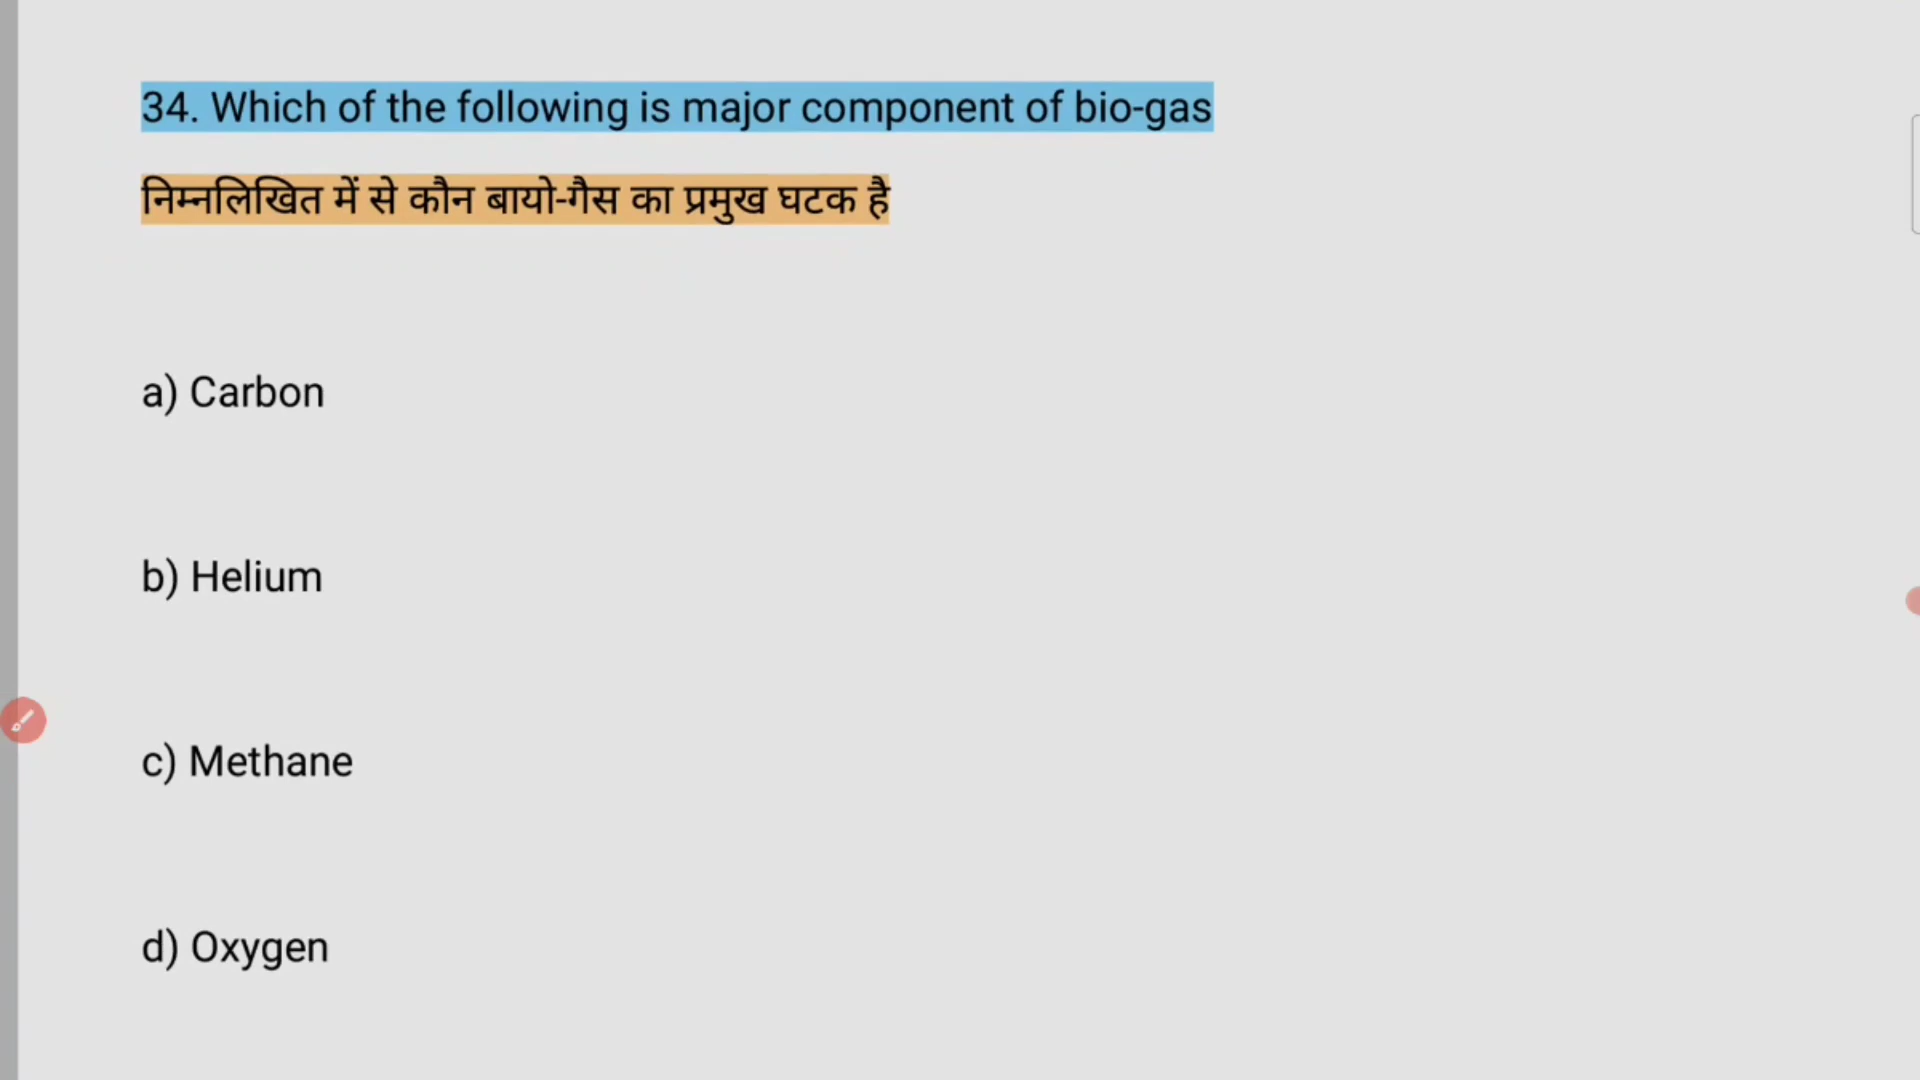 34. Which of the following is major component of bio-gas
निम्नलिखित में से कौन बायो-गैस का प्रमुख घटक है
a) Carbon
b) Helium
c) Methane
d) Oxygen